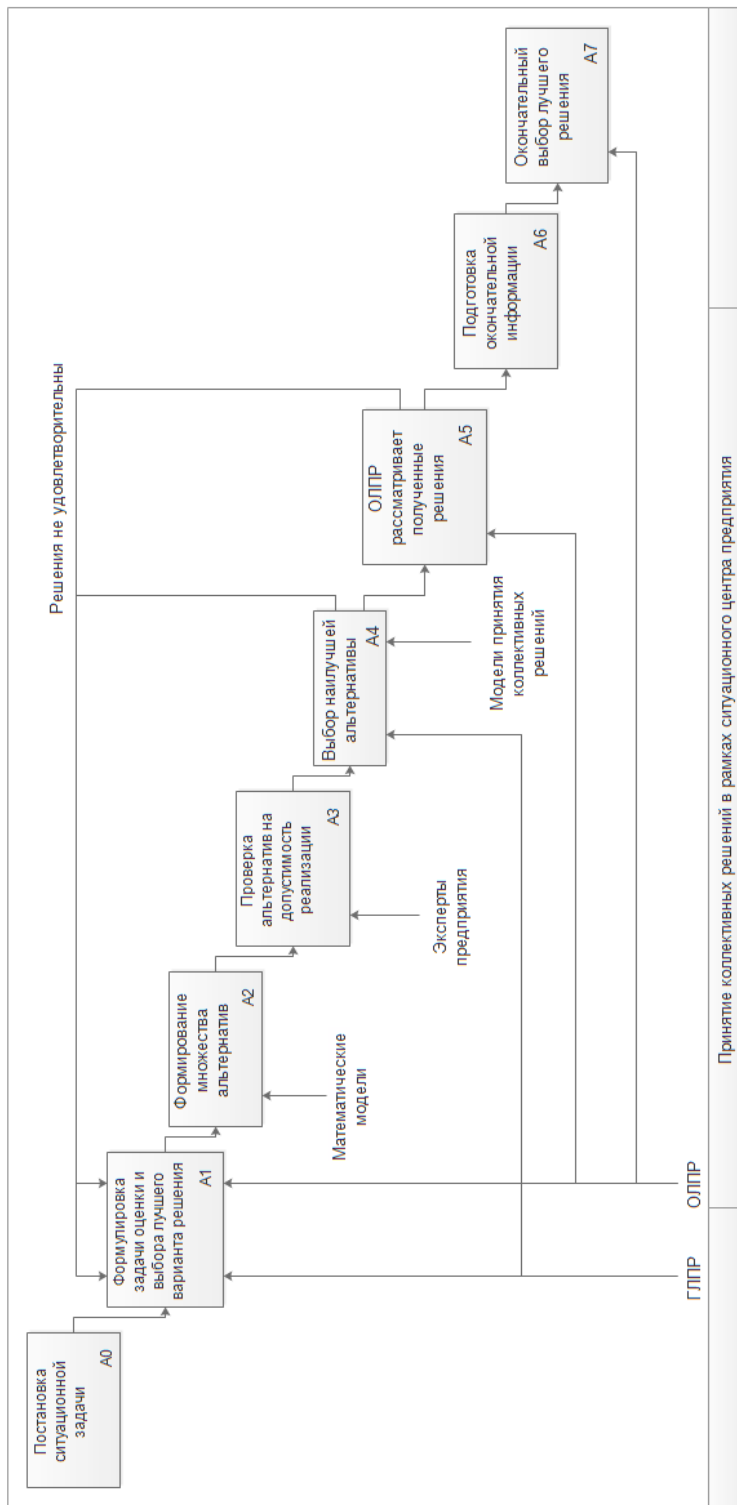 Постановка
ситуационной
задачи
A0
Формулировка
задачи оценки и
выбора лучшего
варианта решения
A1
Формирование
множества
альтернатив
A2
Проверка
альтернатив на
допустимость
реализации
A3
Выбор наилучшей
альтернативы
A4
ОЛПР
рассматривает
полученные
решения
A5
Подготовка
окончательной
информации
A6
Окончательный
выбор лучшего
решения
A7
Решения не удовлетворительны
Математические
модели
Эксперты
предприятия
Модели принятия
коллективных
решений
ГЛПР
ОЛПР
Принятие коллективных решений в рамках ситуационного центра предприятия